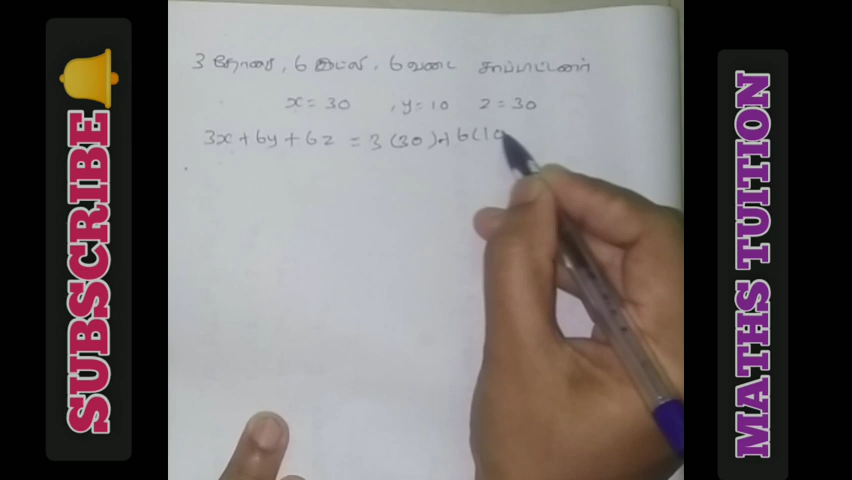 SUBSCRIBE
3 தோசை, 6 இட்லி, 6 வடை சாப்பிட்டனர்
x = 30 , y = 10 z = 30
3x + 6y + 6z = 3 (30) + 6(10
MATHS TUITION